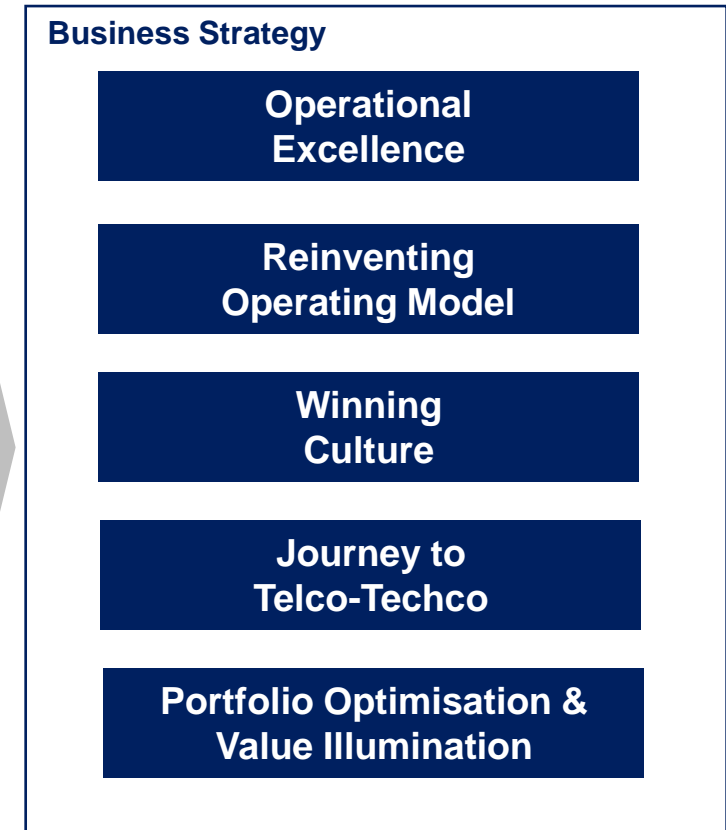 Business Strategy
Operational
Excellence
Reinventing
Operating Model
Winning
Culture
Journey to
Telco-Techco
Portfolio Optimisation &
Value Illumination